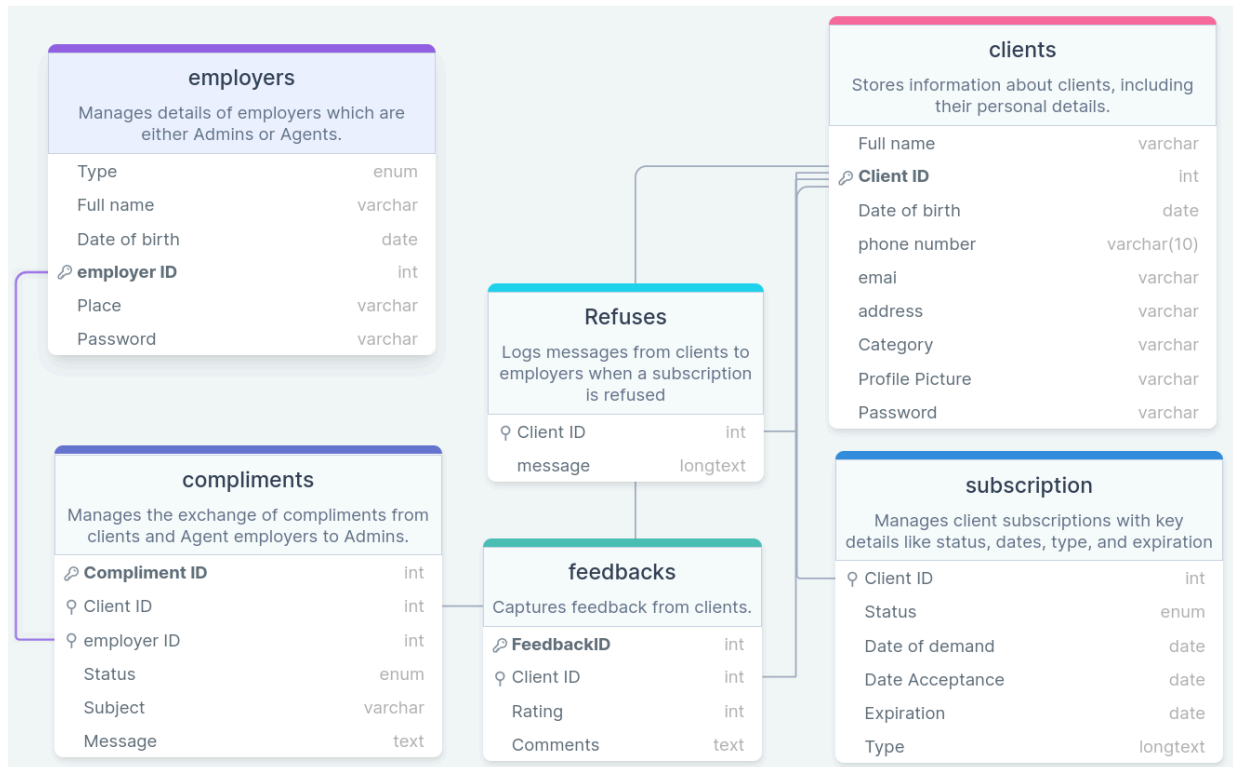 employers
Manages details of employers which are
either Admins or Agents.
Type enum
Full name varchar
Date of birth date
employer ID int
Place varchar
Password varchar
clients
Stores information about clients, including
their personal details.
Full name varchar
Client ID int
Date of birth date
phone number varchar(10)
emai varchar
address varchar
Category varchar
Profile Picture varchar
Password varchar
Refuses
Logs messages from clients to
employers when a subscription
is refused
Client ID int
message longtext
compliments
Manages the exchange of compliments from
clients and Agent employers to Admins.
Compliment ID int
Client ID int
employer ID int
Status enum
Subject varchar
Message text
feedbacks
Captures feedback from clients.
FeedbackID int
Client ID int
Rating int
Comments text
subscription
Manages client subscriptions with key
details like status, dates, type, and expiration
Client ID int
Status enum
Date of demand date
Date Acceptance date
Expiration date
Type longtext